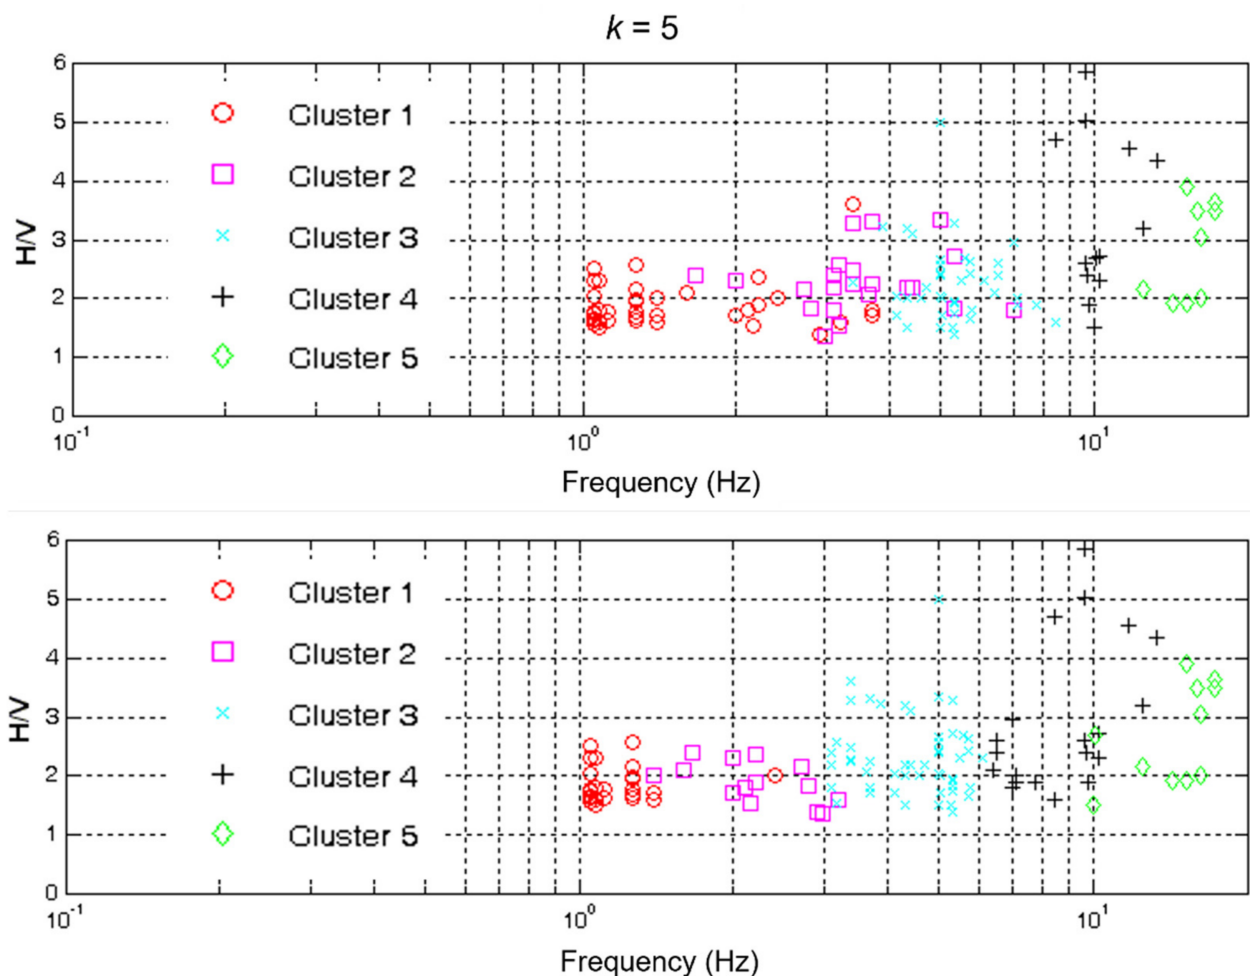 k = 5
6
5
4
3
2
1
0
H/V
Cluster 1
Cluster 2
Cluster 3
Cluster 4
Cluster 5
10-1 100 101
Frequency (Hz)
6
5
4
3
2
1
0
H/V
Cluster 1
Cluster 2
Cluster 3
Cluster 4
Cluster 5
10-1 100 101
Frequency (Hz)